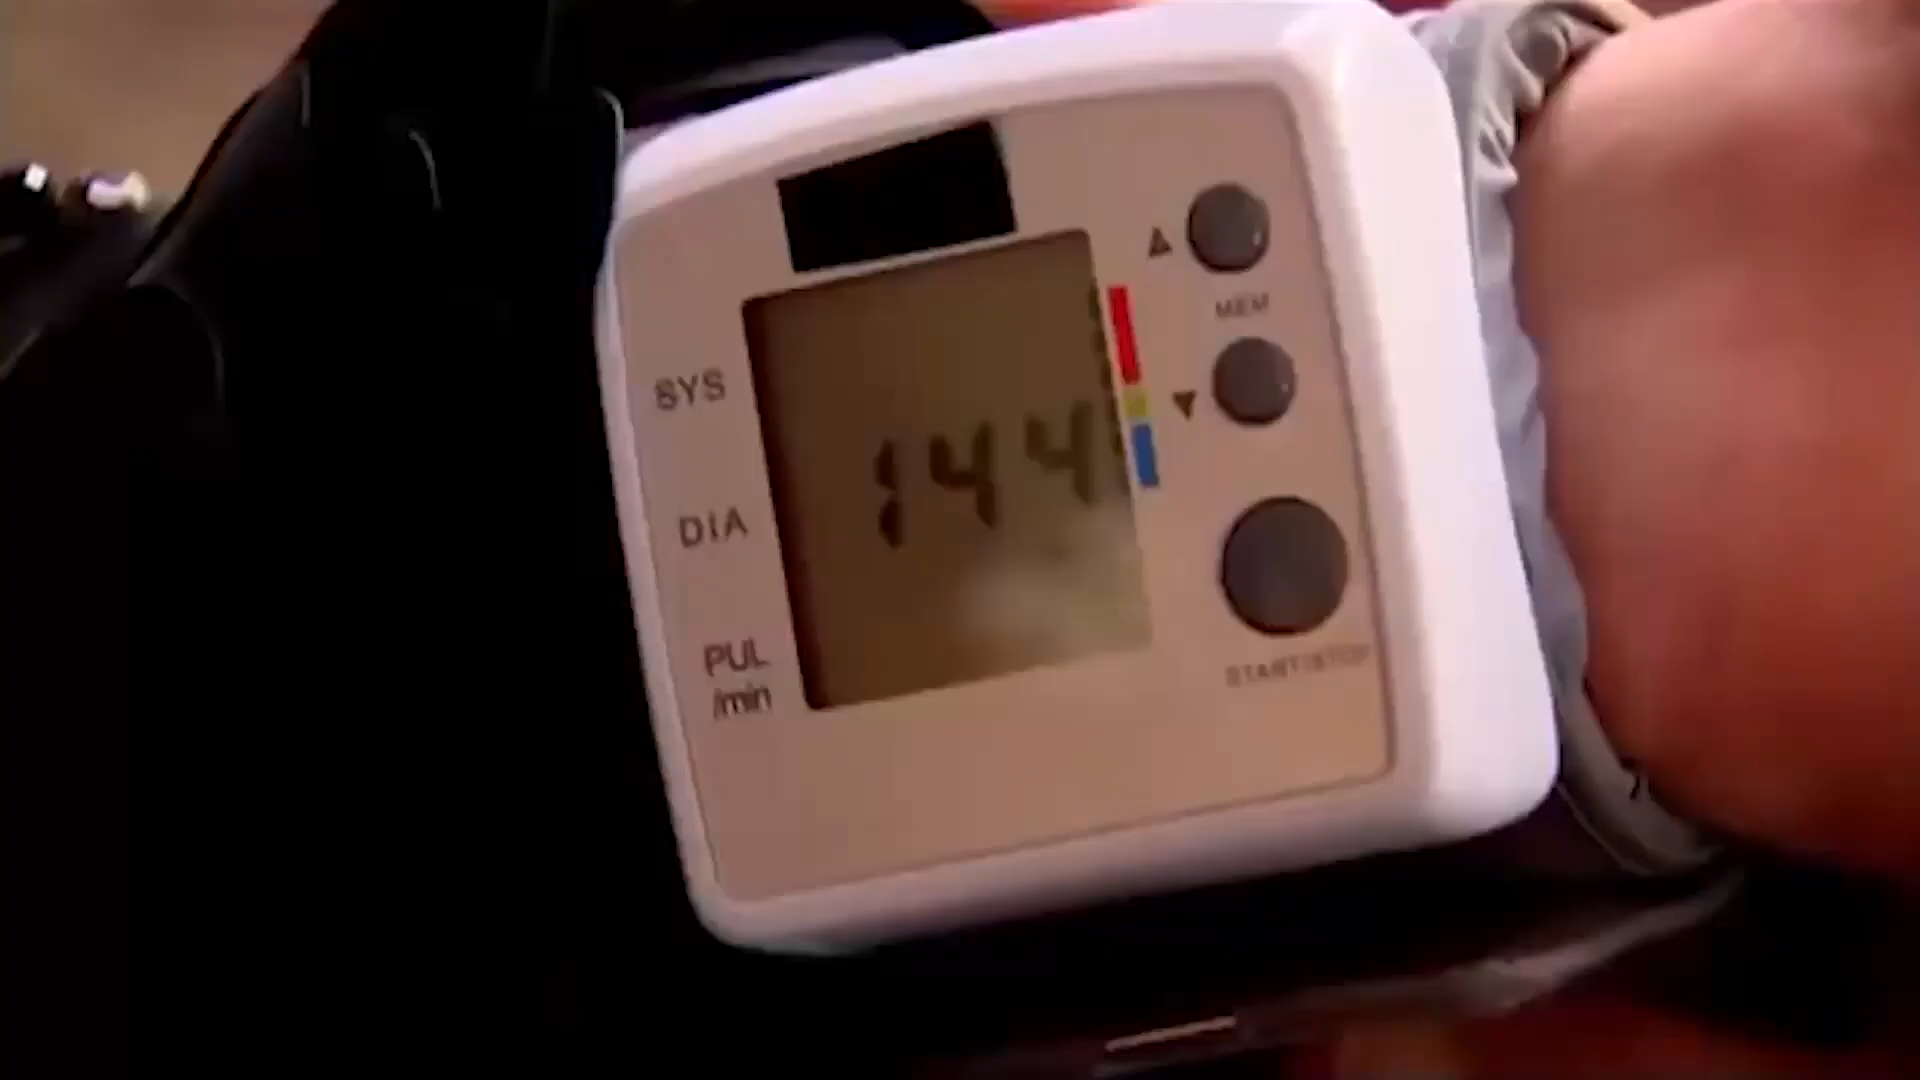 ▲
MEM
SYS
▼
144
DIA
START/STOP
PUL
/min